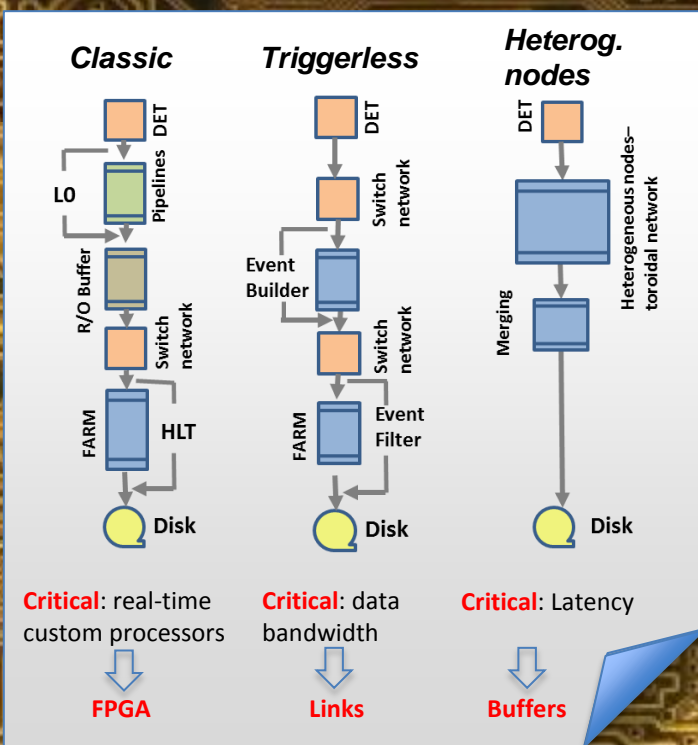 Classic
DET
L0
Pipelines
R/O Buffer
Switch
network
FARM
HLT
Disk
Critical: real-time
custom processors
FPGA
Triggerless
DET
Switch
network
Event
Builder
Switch
network
FARM
Event
Filter
Disk
Critical: data
bandwidth
Links
Heterog.
nodes
DET
Heterogeneous nodes–
toroidal network
Merging
Disk
Critical: Latency
Buffers